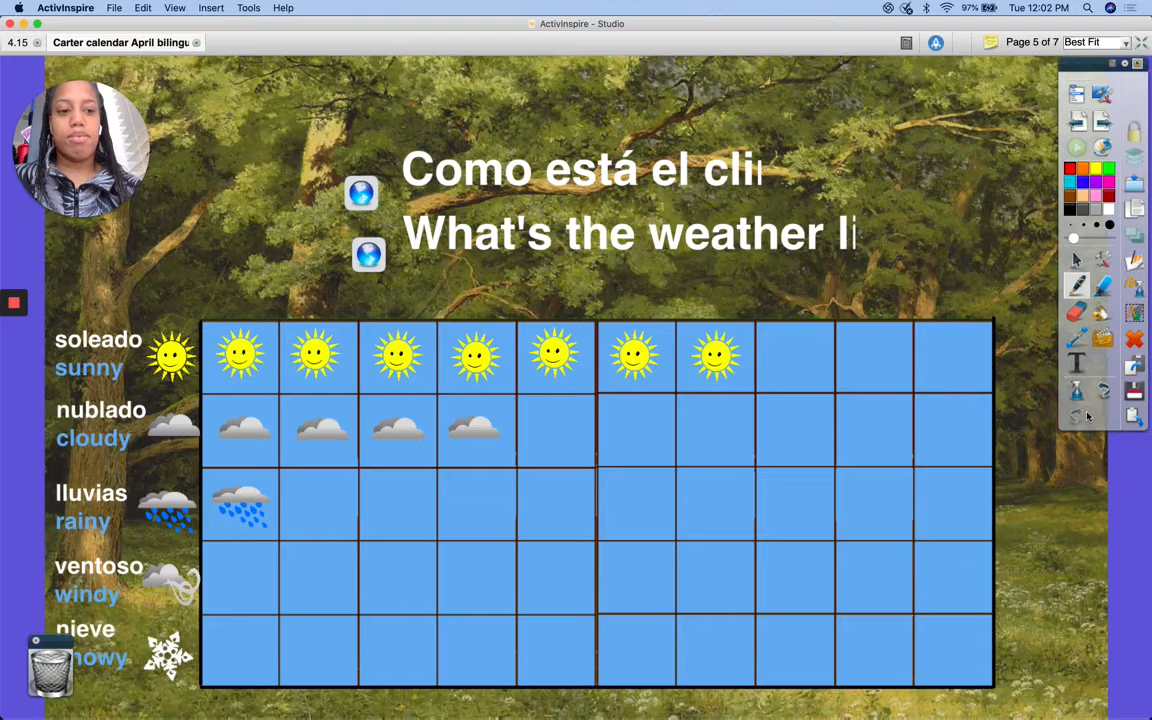 ActivInspire File Edit View Insert Tools Help 97% Tue 12:02 PM
ActivInspire - Studio
4.15 Carter calendar April bilingu Page 5 of 7 Best Fit
Como está el cli
What's the weather li
soleado
sunny
nublado
cloudy
lluvias
rainy
ventoso
windy
nieve
nowy
T